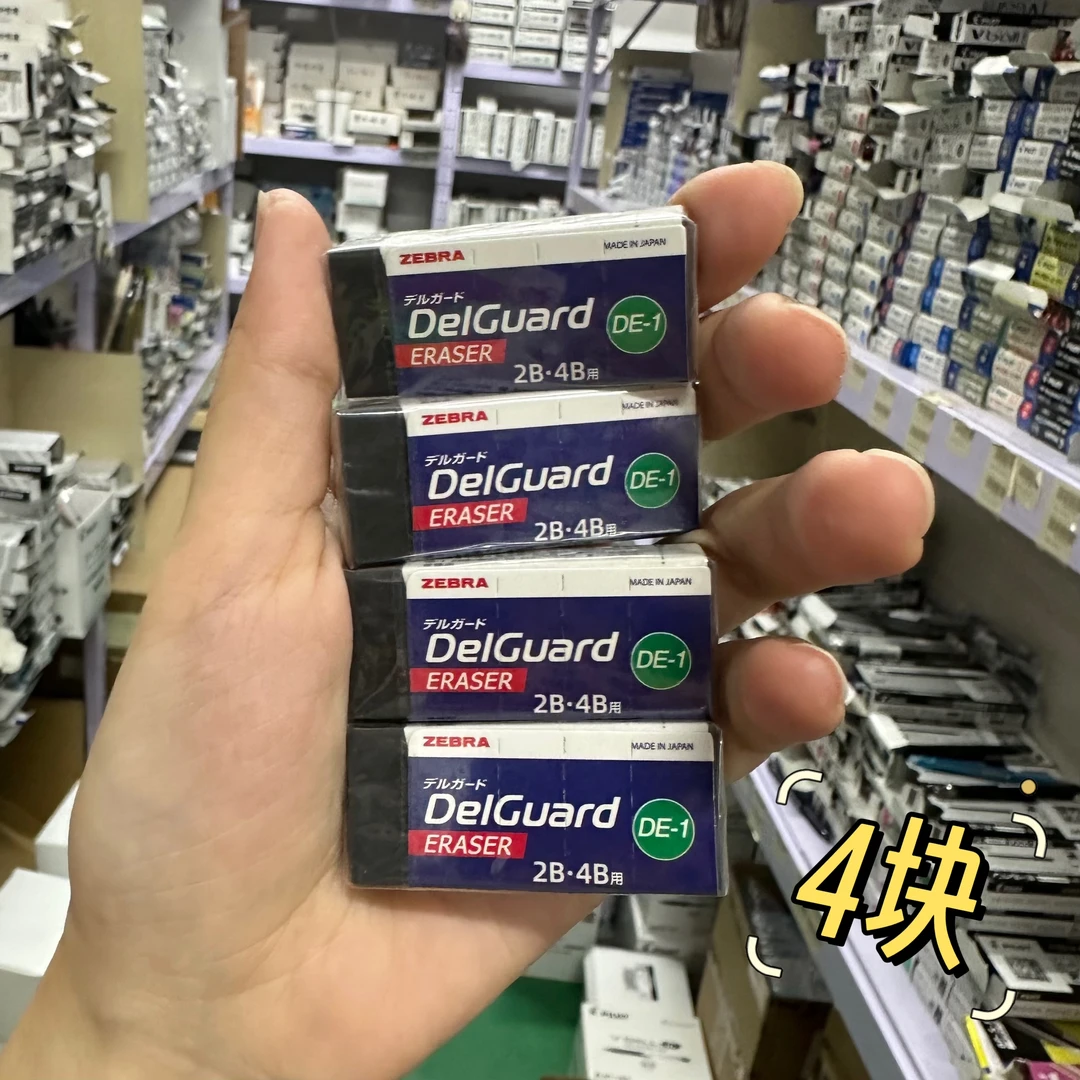 ZEBRA
MADE IN JAPAN
デルガード
DelGuard
DE-1
ERASER
2B·4B用
ZEBRA
MADE IN JAPAN
デルガード
DelGuard
DE-1
ERASER
2B·4B用
ZEBRA
MADE IN JAPAN
デルガード
DelGuard
DE-1
ERASER
2B·4B用
ZEBRA
MADE IN JAPAN
デルガード
DelGuard
DE-1
ERASER
2B·4B用
4块